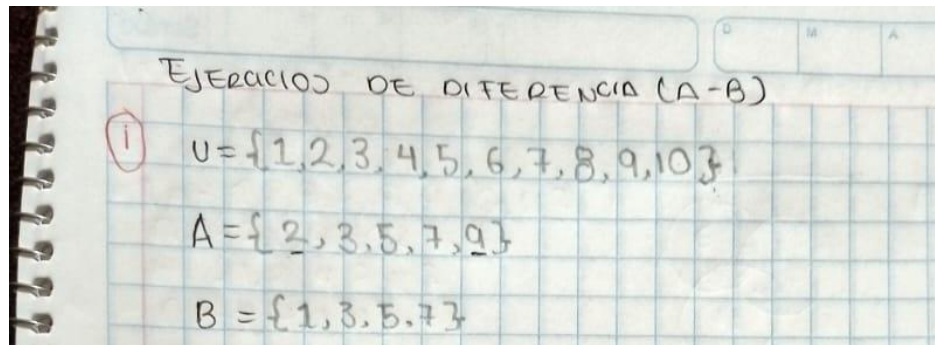 D M A
EJERCICIOS DE DIFERENCIA (A-B)
1 U={1,2,3,4,5,6,7,8,9,10}
A={2,3,5,7,9}
B={1,3,5,7}